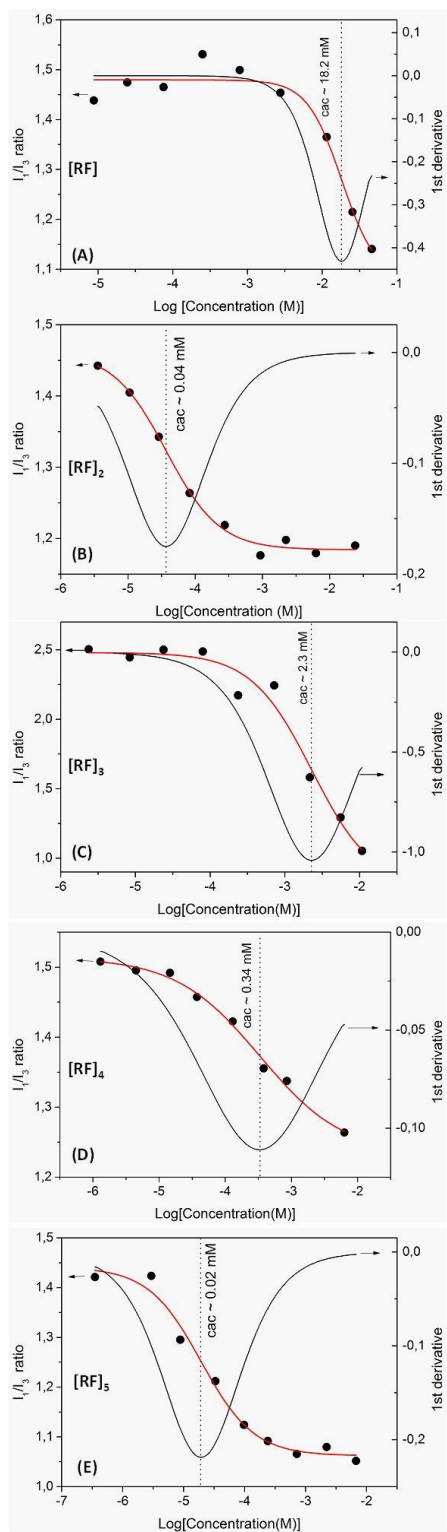 1,6
1,5
1,4
1,3
1,2
1,1
I₁/I₃ ratio
[RF]
(A)
cac ~ 18.2 mM
0,1
0,0
-0,1
-0,2
-0,3
-0,4
1st derivative
-5
-4
-3
-2
-1
Log [Concentration (M)]
1,5
1,4
1,3
1,2
I₁/I₃ ratio
[RF]₂
(B)
cac ~ 0.04 mM
0,0
-0,1
-0,2
1st derivative
-6
-5
-4
-3
-2
-1
Log[Concentration (M)]
2,5
2,0
1,5
1,0
I₁/I₃ ratio
[RF]₃
(C)
cac ~ 2.3 mM
0,0
-0,5
-1,0
1st derivative
-6
-5
-4
-3
-2
-1
Log[Concentration(M)]
1,5
1,4
1,3
1,2
I₁/I₃ ratio
[RF]₄
(D)
cac ~ 0.34 mM
0,00
-0,05
-0,10
1st derivative
-6
-5
-4
-3
-2
-1
Log[Concentration(M)]
1,5
1,4
1,3
1,2
1,1
1,0
I₁/I₃ ratio
[RF]₅
(E)
cac ~ 0.02 mM
0,0
-0,1
-0,2
1st derivative
-7
-6
-5
-4
-3
-2
-1
Log[Concentration(M)]